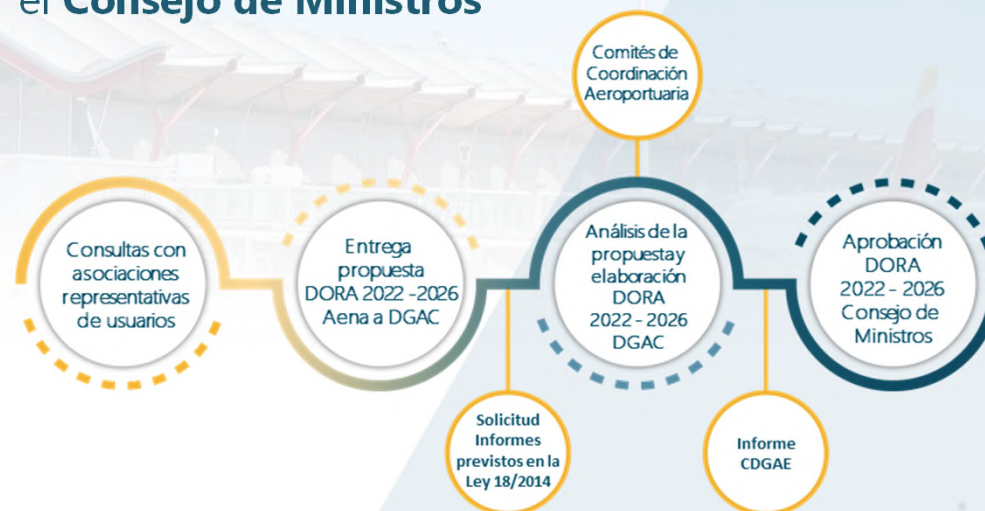 el Consejo de Ministros
Comités de
Coordinación
Aeroportuaria
Consultas con
asociaciones
representativas
de usuarios
Entrega
propuesta
DORA 2022 -2026
Aena a DGAC
Análisis de la
propuesta y
elaboración
DORA
2022 - 2026
DGAC
Aprobación
DORA
2022 - 2026
Consejo de
Ministros
Solicitud
Informes
previstos en la
Ley 18/2014
Informe
CDGAE